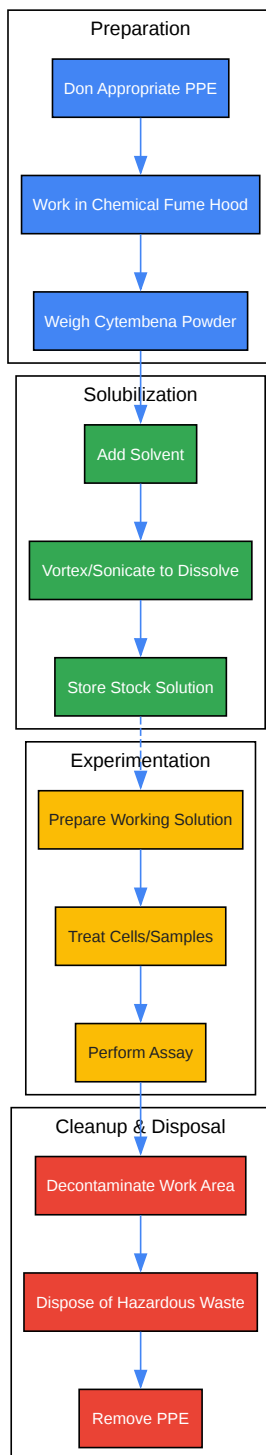 Preparation
Don Appropriate PPE
Work in Chemical Fume Hood
Weigh Cytembena Powder
Solubilization
Add Solvent
Vortex/Sonicate to Dissolve
Store Stock Solution
Experimentation
Prepare Working Solution
Treat Cells/Samples
Perform Assay
Cleanup & Disposal
Decontaminate Work Area
Dispose of Hazardous Waste
Remove PPE